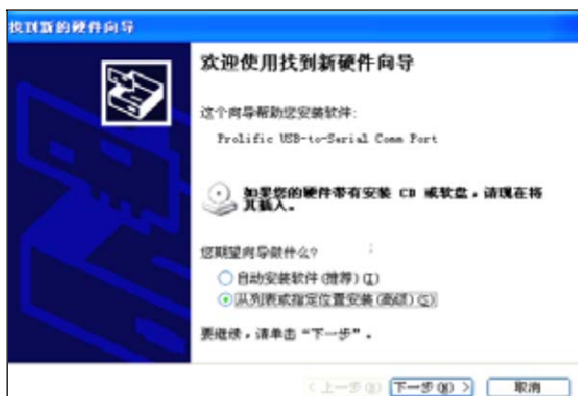 找到新的硬件向导
欢迎使用找到新硬件向导
这个向导帮助您安装软件:
Prolific USB-to-Serial Comm Port
如果您的硬件带有安装 CD 或软盘，请现在将
其插入。
您期望向导做什么?
自动安装软件(推荐)(I)
从列表或指定位置安装(高级)(S)
要继续，请单击“下一步”。
< 上一步(B)
下一步(N) >
取消